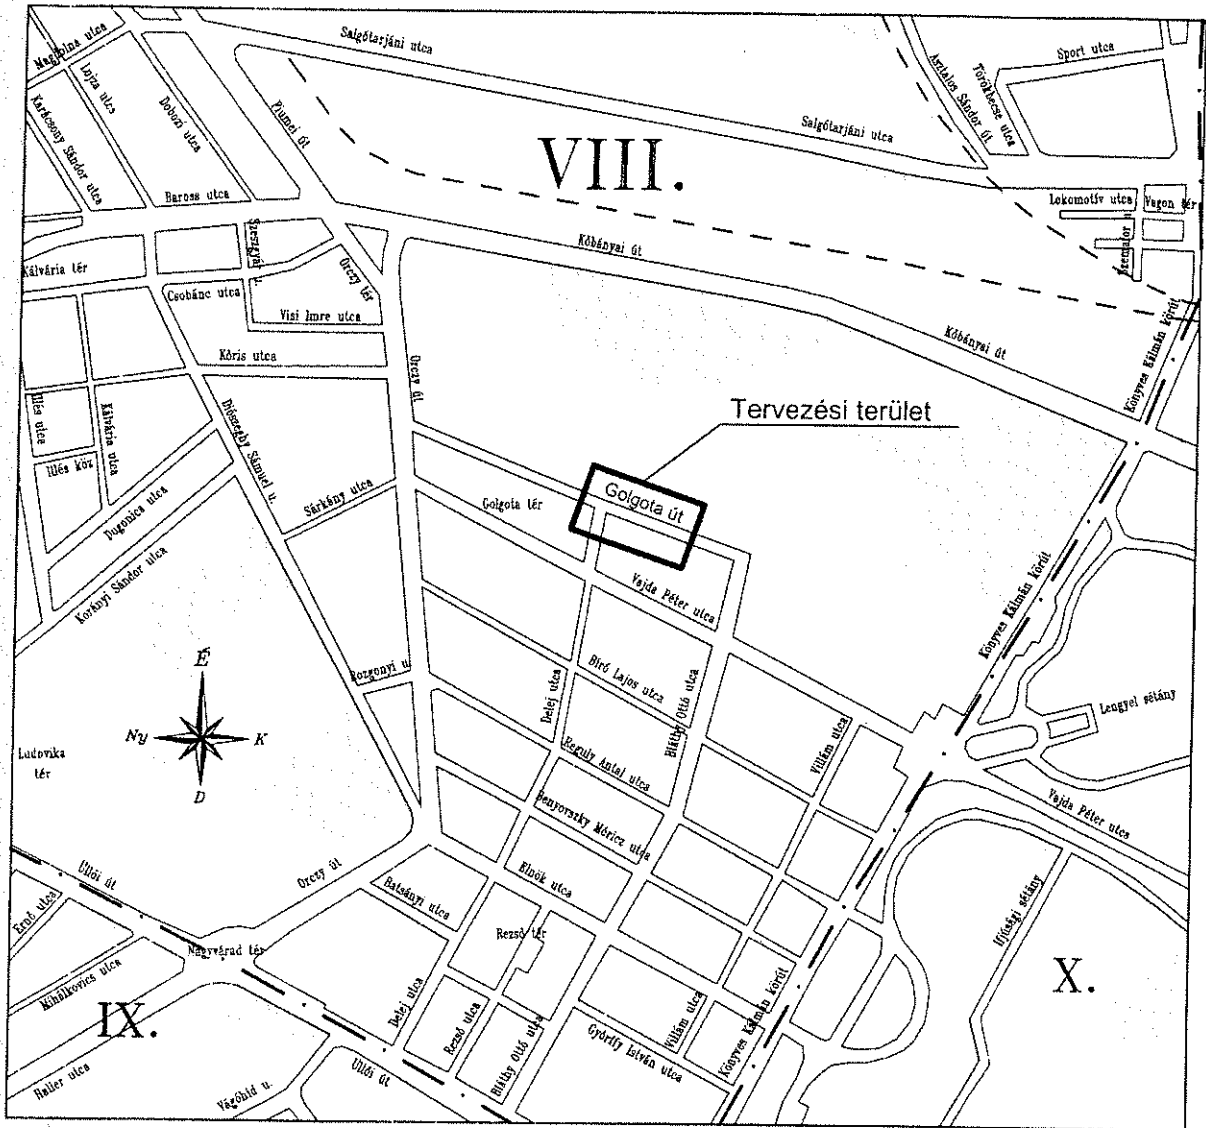 Magdolna utca
Salgótarjáni utca
Sport utca
Lujza utca
Asztalos Sándor út
Törökbecse utca
Karácsony Sándor utca
Dobozi utca
Fiumei út
Salgótarjáni utca
VIII.
Baross utca
Lokomotív utca
Vagon tér
Kőbányai út
Kálvária tér
Orczy tér
Csobánc utca
Visi Imre utca
Kőbányai út
Könyves Kálmán körút
Kőris utca
Orczy út
Illés utca
Kálvária utca
Diószeghy Sámuel u.
Tervezési terület
Illés köz
Dugonics utca
Sárkány utca
Golgota tér
Golgota út
Korányi Sándor utca
Vajda Péter utca
Könyves Kálmán körút
É
Ny
K
D
Rozgonyi u.
Bíró Lajos utca
Delej utca
Bláthy Ottó utca
Villám utca
Lengyel sétány
Ludovika
tér
Reguly Antal utca
Benyovszky Móricz utca
Vajda Péter utca
Üllői út
Orczy út
Elnök utca
Batsányi utca
Ernő utca
Ifjúsági sétány
Rezső tér
Nagyvárad tér
Mihálkovics utca
IX.
X.
Delej utca
Rezső utca
Bláthy Ottó utca
Villám utca
Könyves Kálmán körút
Győrffy István utca
Haller utca
Vágóhíd u.
Üllői út